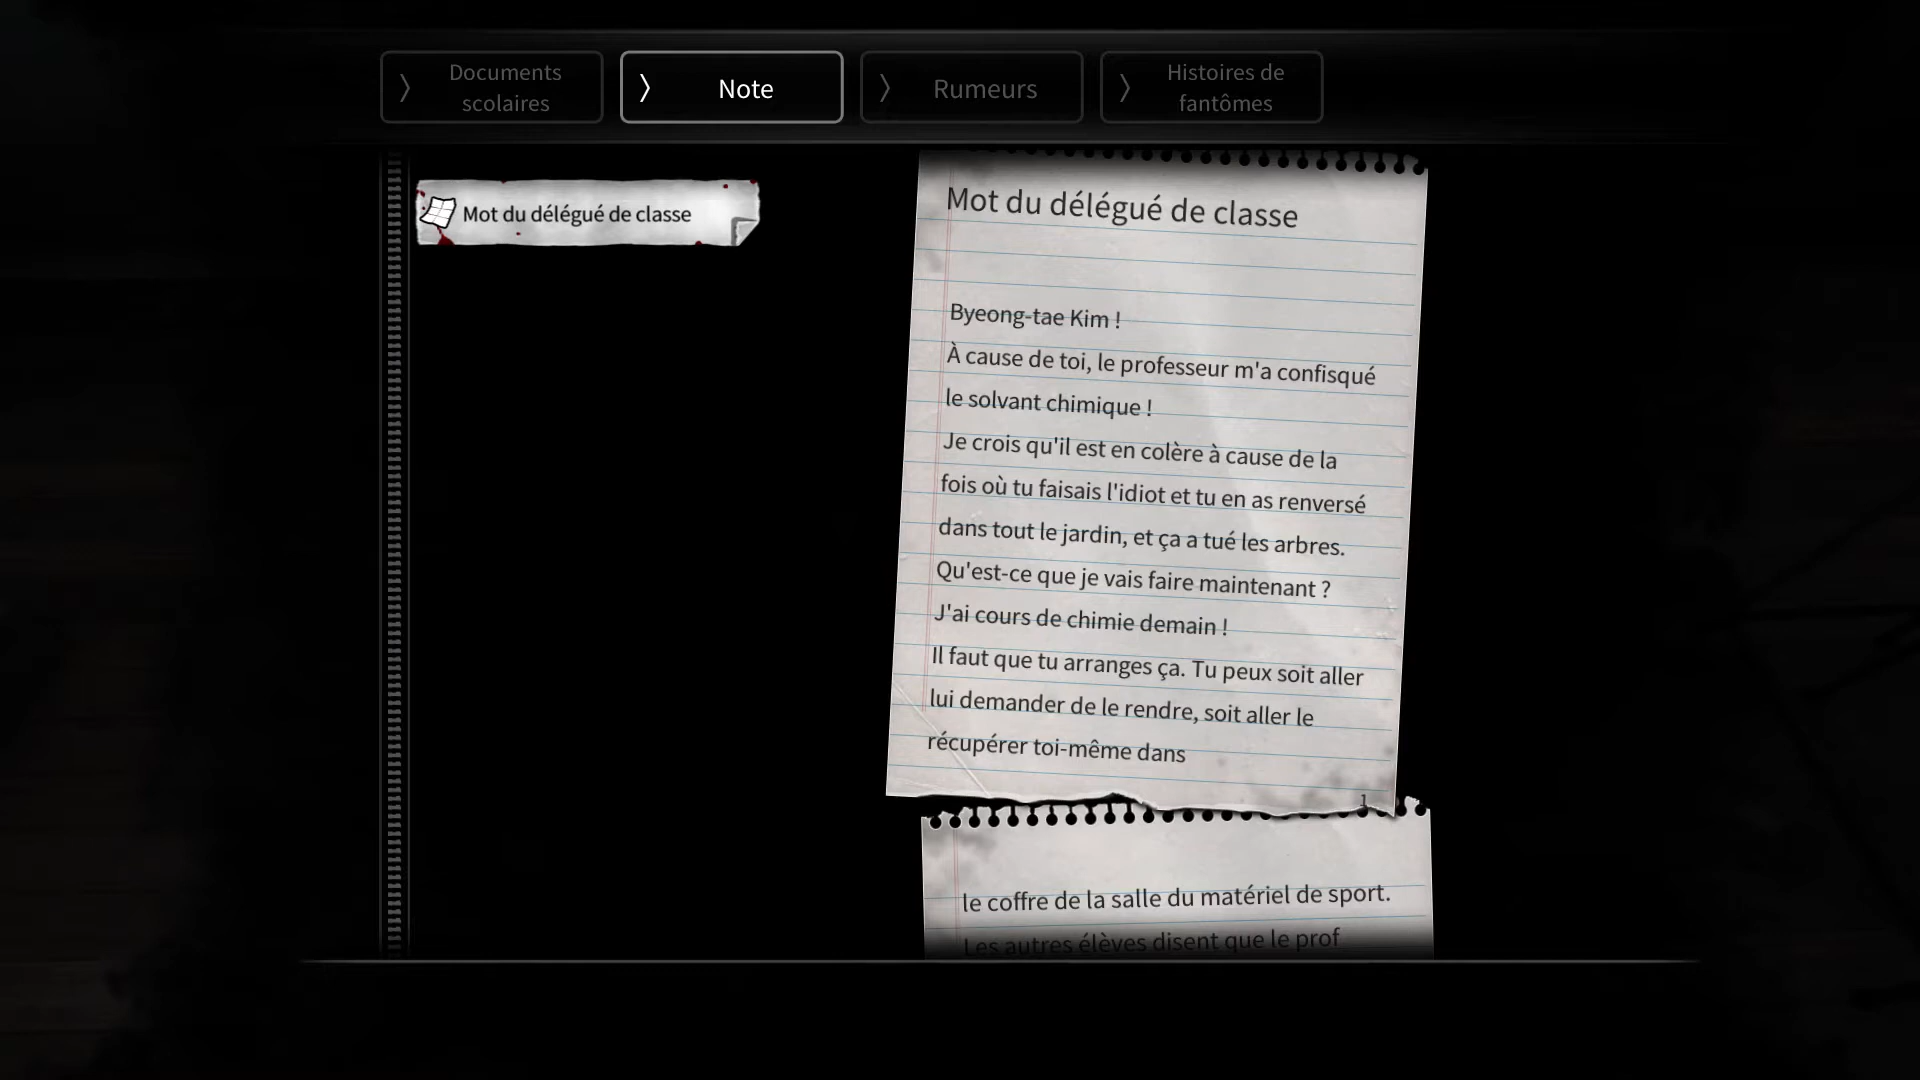 Documents
scolaires
Note
Rumeurs
Histoires de
fantômes
Mot du délégué de classe
Mot du délégué de classe
Byeong-tae Kim !
À cause de toi, le professeur m'a confisqué
le solvant chimique !
Je crois qu'il est en colère à cause de la
fois où tu faisais l'idiot et tu en as renversé
dans tout le jardin, et ça a tué les arbres.
Qu'est-ce que je vais faire maintenant ?
J'ai cours de chimie demain !
Il faut que tu arranges ça. Tu peux soit aller
lui demander de le rendre, soit aller le
récupérer toi-même dans
1
le coffre de la salle du matériel de sport.
Les autres élèves disent que le prof